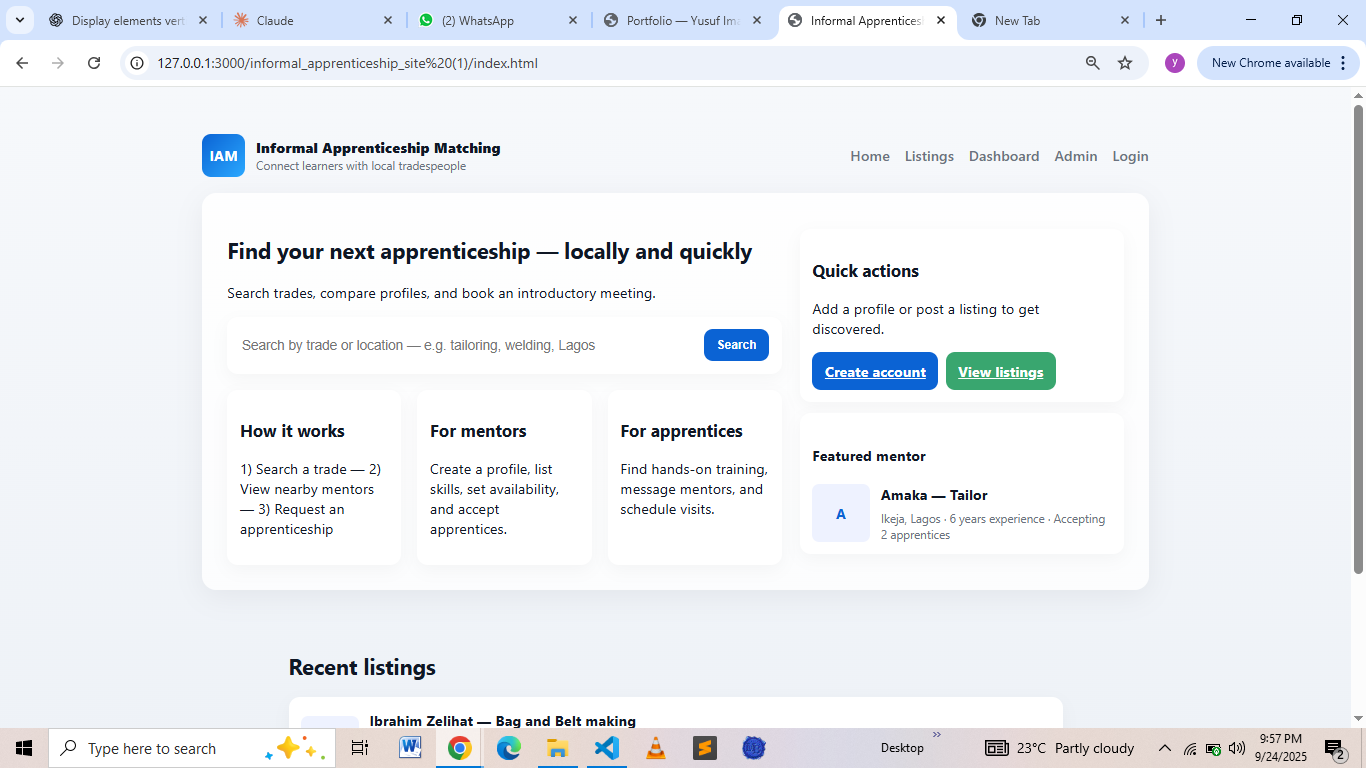 Display elements vert
Claude
(2) WhatsApp
Portfolio — Yusuf Ima
Informal Apprentices
New Tab
127.0.0.1:3000/informal_apprenticeship_site%20(1)/index.html
y
New Chrome available
IAM
Informal Apprenticeship Matching
Connect learners with local tradespeople
Home
Listings
Dashboard
Admin
Login
Find your next apprenticeship — locally and quickly
Search trades, compare profiles, and book an introductory meeting.
Search by trade or location — e.g. tailoring, welding, Lagos
Search
How it works
1) Search a trade — 2)
View nearby mentors
— 3) Request an
apprenticeship
For mentors
Create a profile, list
skills, set availability,
and accept
apprentices.
For apprentices
Find hands-on training,
message mentors, and
schedule visits.
Quick actions
Add a profile or post a listing to get
discovered.
Create account
View listings
Featured mentor
A
Amaka — Tailor
Ikeja, Lagos · 6 years experience · Accepting
2 apprentices
Recent listings
Ibrahim Zelihat — Bag and Belt making
Type here to search
Desktop
23°C Partly cloudy
9:57 PM
9/24/2025
2